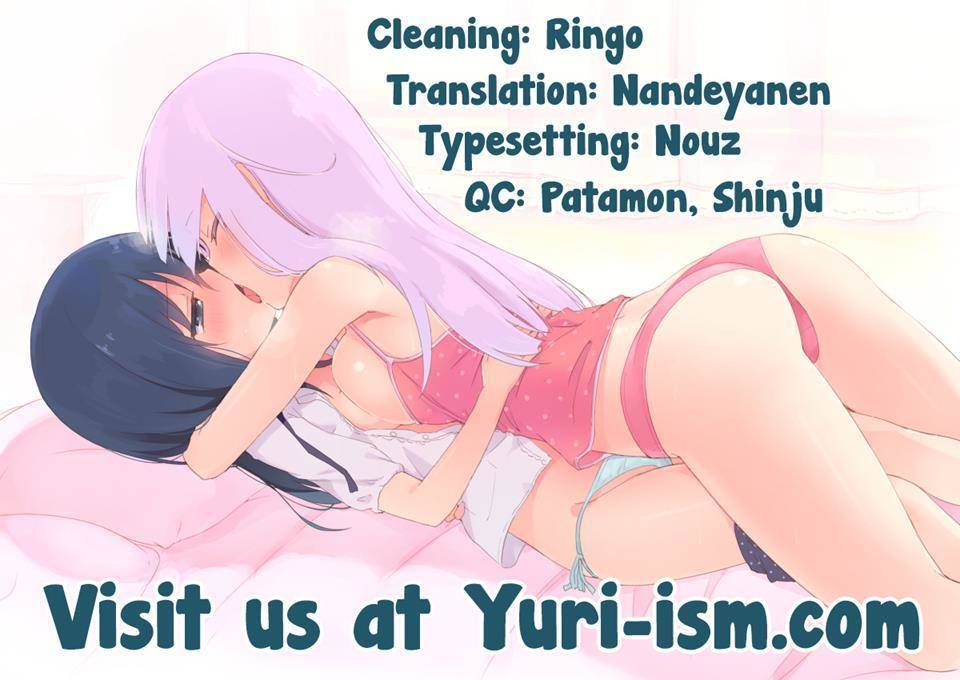 Cleaning: Ringo
Translation: Nandeyanen
Typesetting: Nouz
QC: Patamon, Shinju
Visit us at Yuri-ism.com